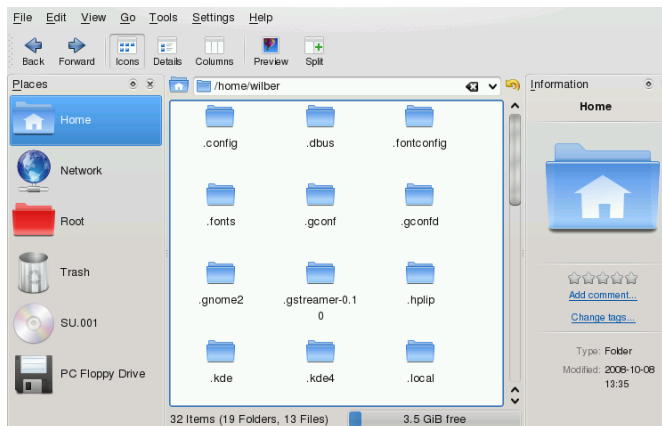 File Edit View Go Tools Settings Help
Back Forward Icons Details Columns Preview Split
Places
Home
Network
Root
Trash
SU.001
PC Floppy Drive
/home/wilber
.config .dbus .fontconfig
.fonts .gconf .gconfd
.gnome2 .gstreamer-0.1
0 .hplip
.kde .kde4 .local
32 Items (19 Folders, 13 Files) 3.5 GiB free
Information
Home
Add comment...
Change tags...
Type: Folder
Modified: 2008-10-08
13:35